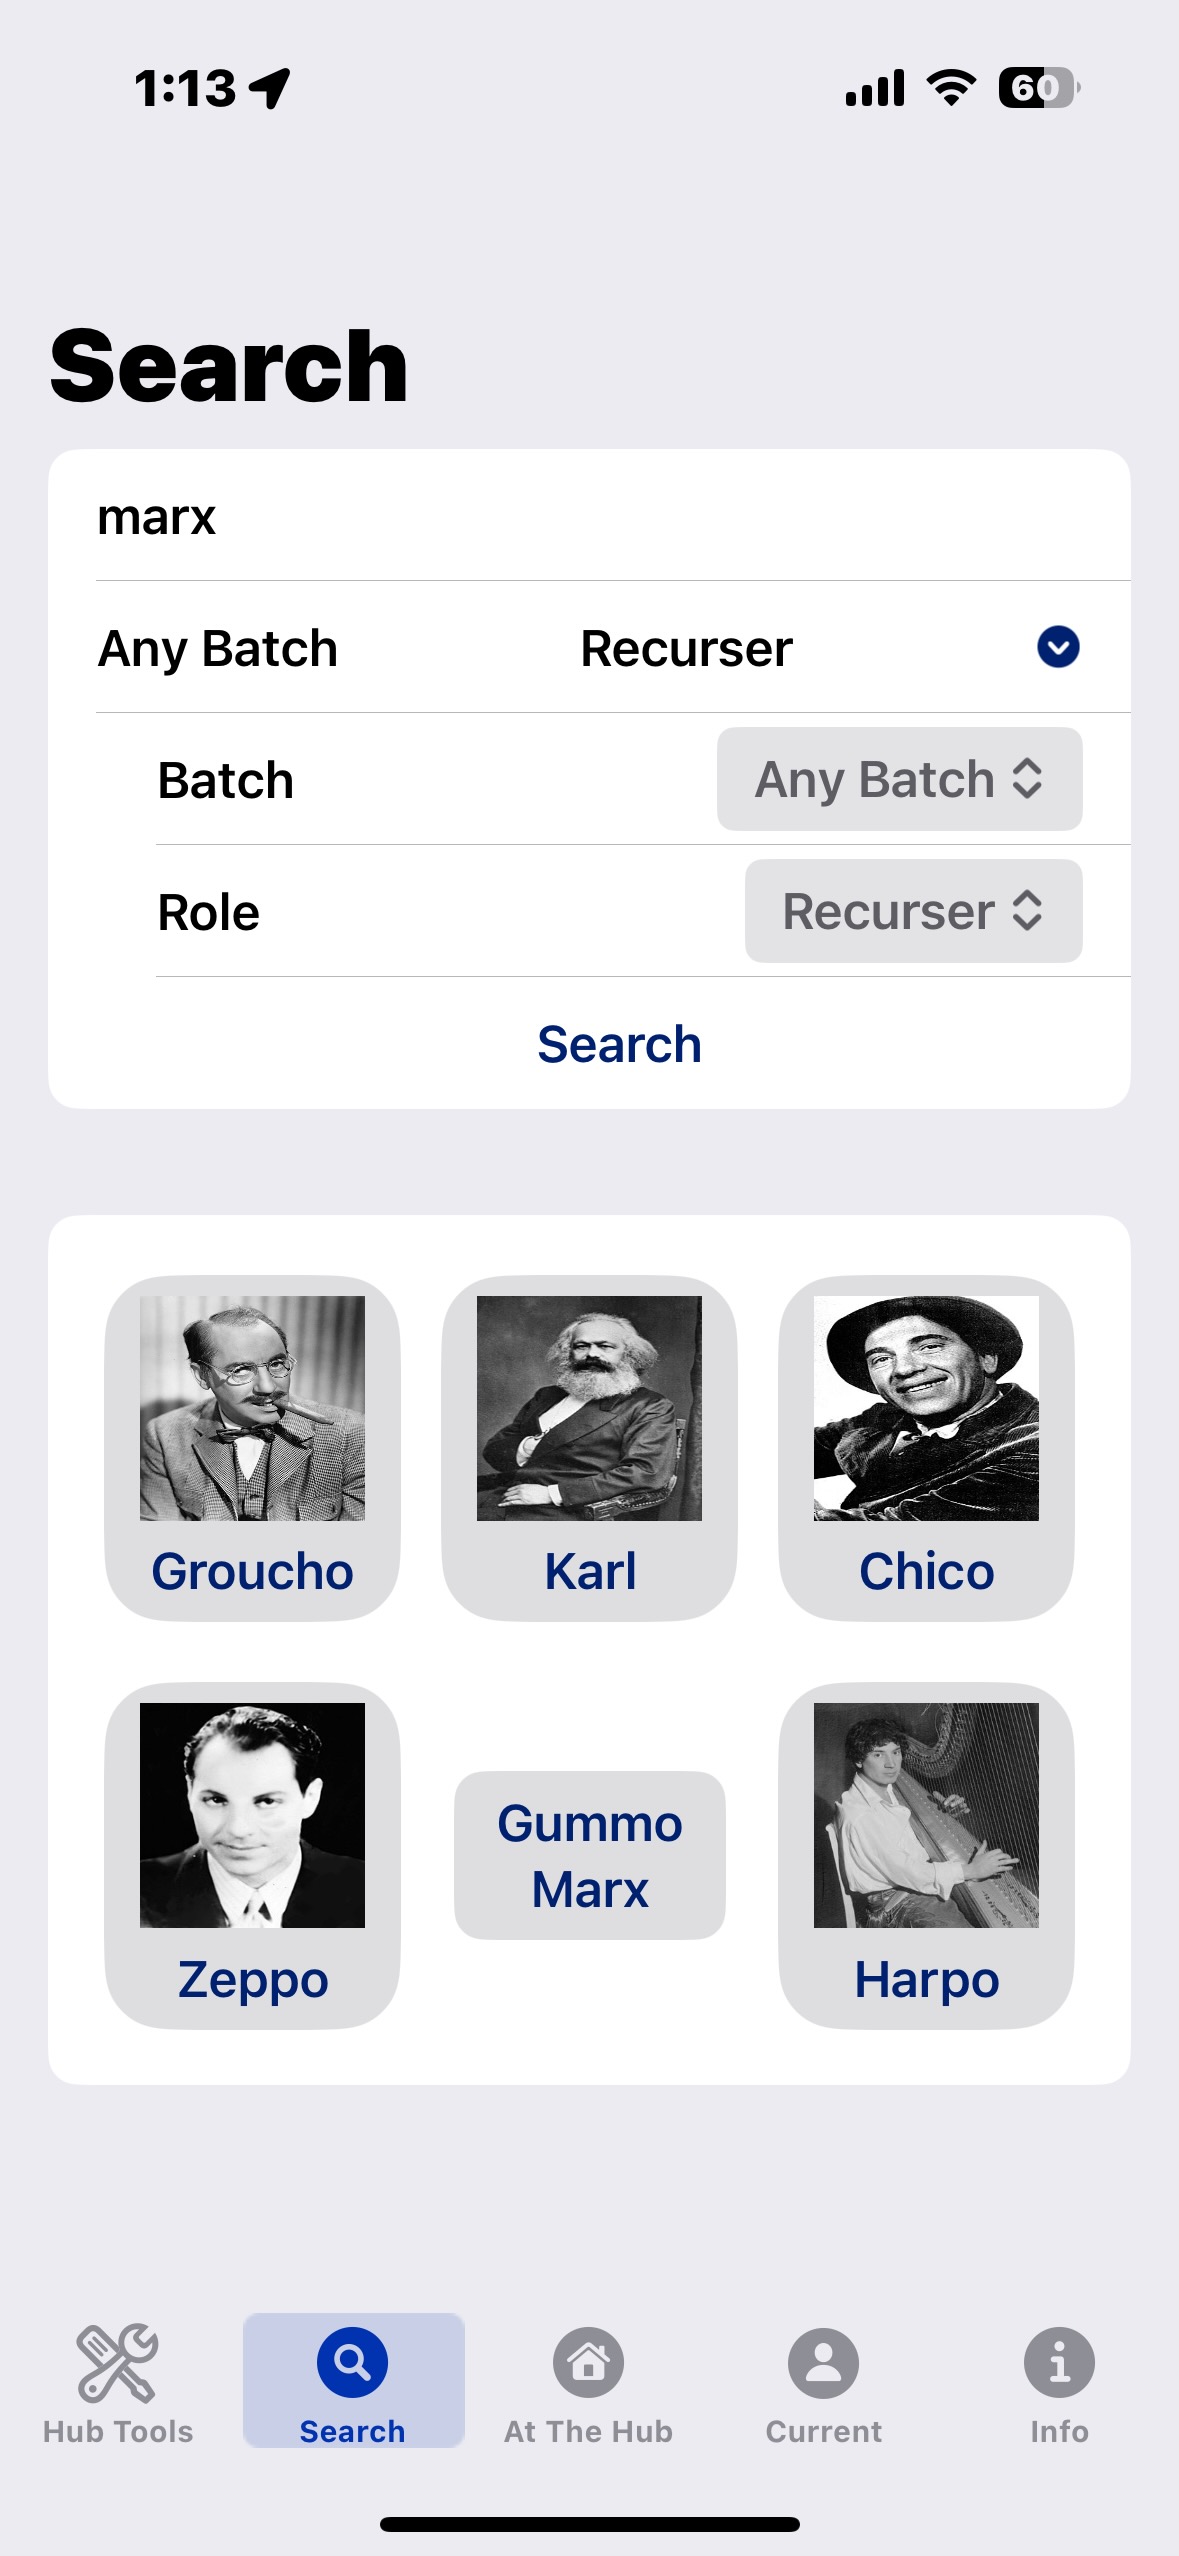 1:13
60
Search
marx
Any Batch Recurser
Batch Any Batch
Role Recurser
Search
Groucho Karl Chico
Zeppo Gummo Harpo
Marx
Hub Tools Search At The Hub Current Info